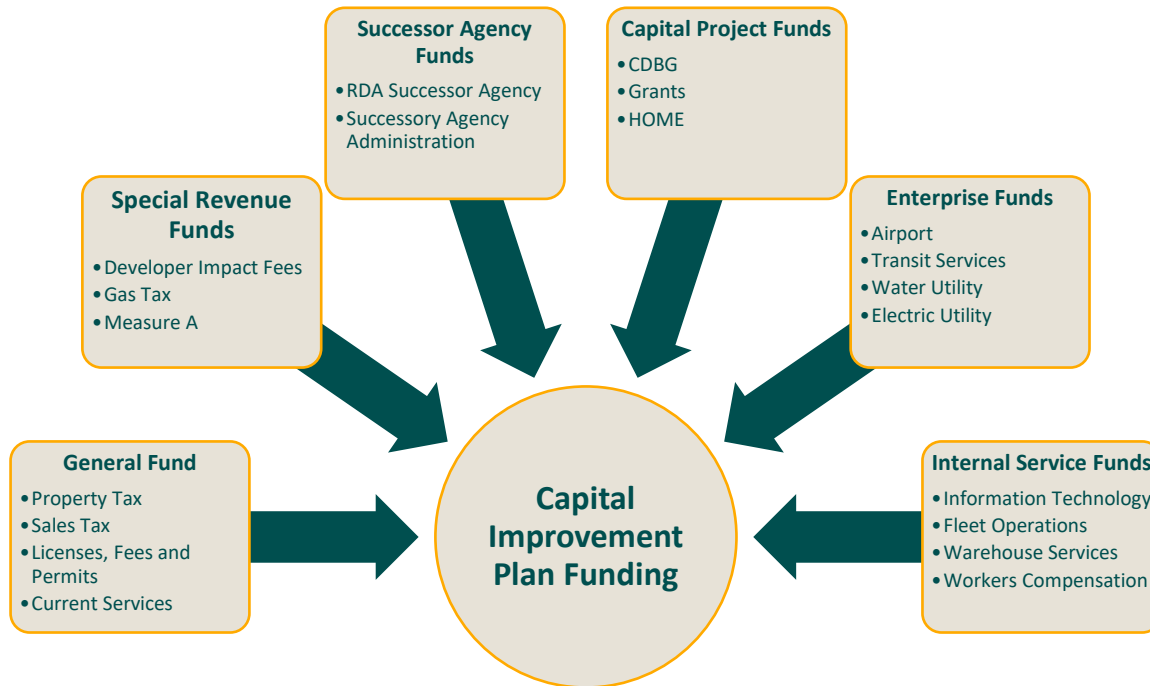 Successor Agency
Funds
• RDA Successor Agency
• Successory Agency
Administration
Capital Project Funds
• CDBG
• Grants
• HOME
Special Revenue
Funds
• Developer Impact Fees
• Gas Tax
• Measure A
Enterprise Funds
• Airport
• Transit Services
• Water Utility
• Electric Utility
General Fund
• Property Tax
• Sales Tax
• Licenses, Fees and
Permits
• Current Services
Capital
Improvement
Plan Funding
Internal Service Funds
• Information Technology
• Fleet Operations
• Warehouse Services
• Workers Compensation